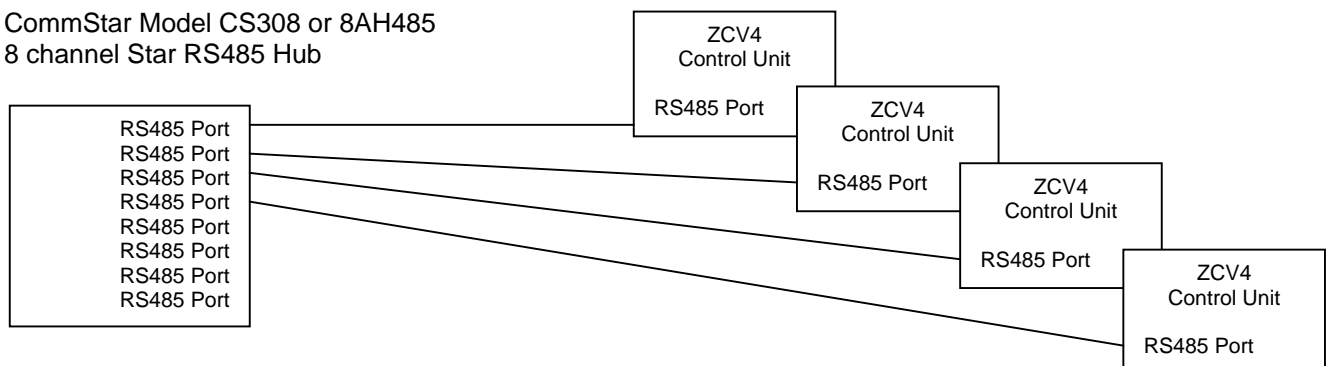 CommStar Model CS308 or 8AH485
8 channel Star RS485 Hub
RS485 Port
RS485 Port
RS485 Port
RS485 Port
RS485 Port
RS485 Port
RS485 Port
RS485 Port
ZCV4
Control Unit
RS485 Port
ZCV4
Control Unit
RS485 Port
ZCV4
Control Unit
RS485 Port
ZCV4
Control Unit
RS485 Port